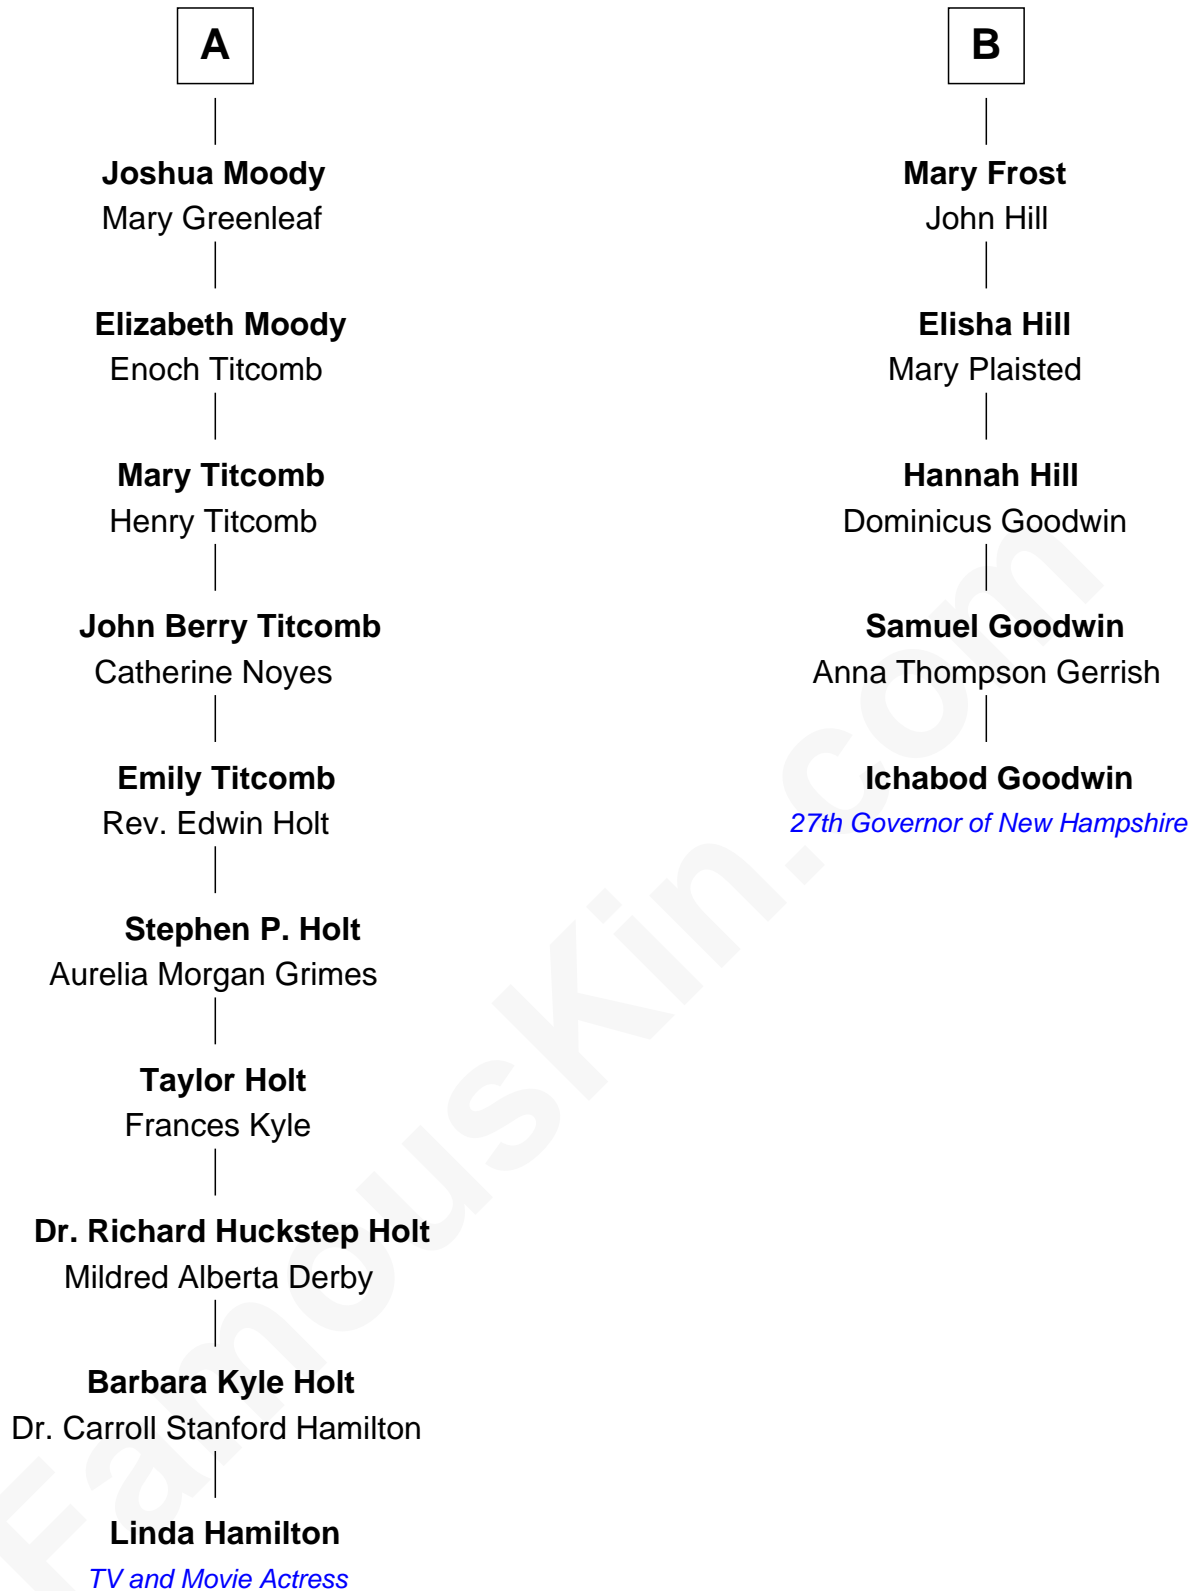 A
Joshua Moody
Mary Greenleaf
Elizabeth Moody
Enoch Titcomb
Mary Titcomb
Henry Titcomb
John Berry Titcomb
Catherine Noyes
Emily Titcomb
Rev. Edwin Holt
Stephen P. Holt
Aurelia Morgan Grimes
Taylor Holt
Frances Kyle
Dr. Richard Huckstep Holt
Mildred Alberta Derby
Barbara Kyle Holt
Dr. Carroll Stanford Hamilton
Linda Hamilton
TV and Movie Actress
B
Mary Frost
John Hill
Elisha Hill
Mary Plaisted
Hannah Hill
Dominicus Goodwin
Samuel Goodwin
Anna Thompson Gerrish
Ichabod Goodwin
27th Governor of New Hampshire
FamousKin.com